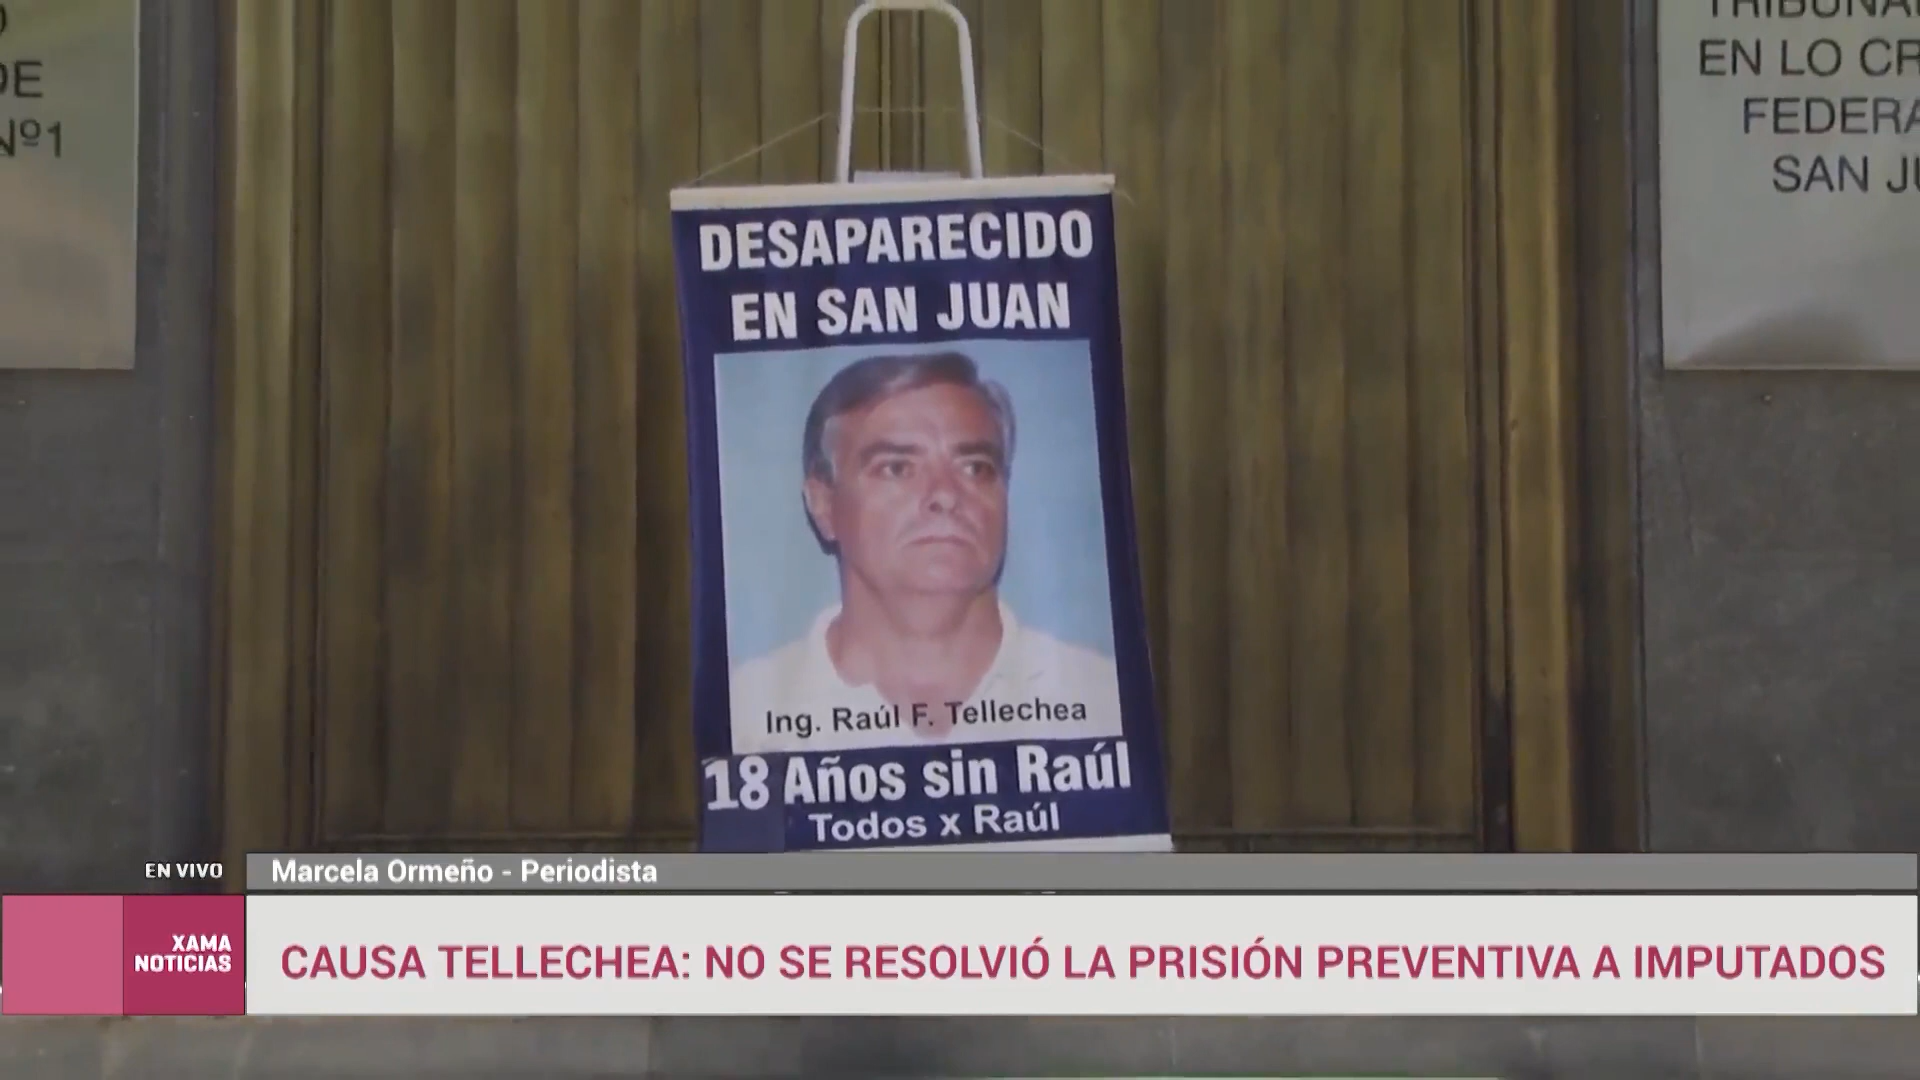 DE
Nº1
TRIBUNAL
EN LO CR
FEDERA
SAN JU
DESAPARECIDO
EN SAN JUAN
Ing. Raúl F. Tellechea
18 Años sin Raúl
Todos x Raúl
EN VIVO
Marcela Ormeño - Periodista
XAMA
NOTICIAS
CAUSA TELLECHEA: NO SE RESOLVIÓ LA PRISIÓN PREVENTIVA A IMPUTADOS